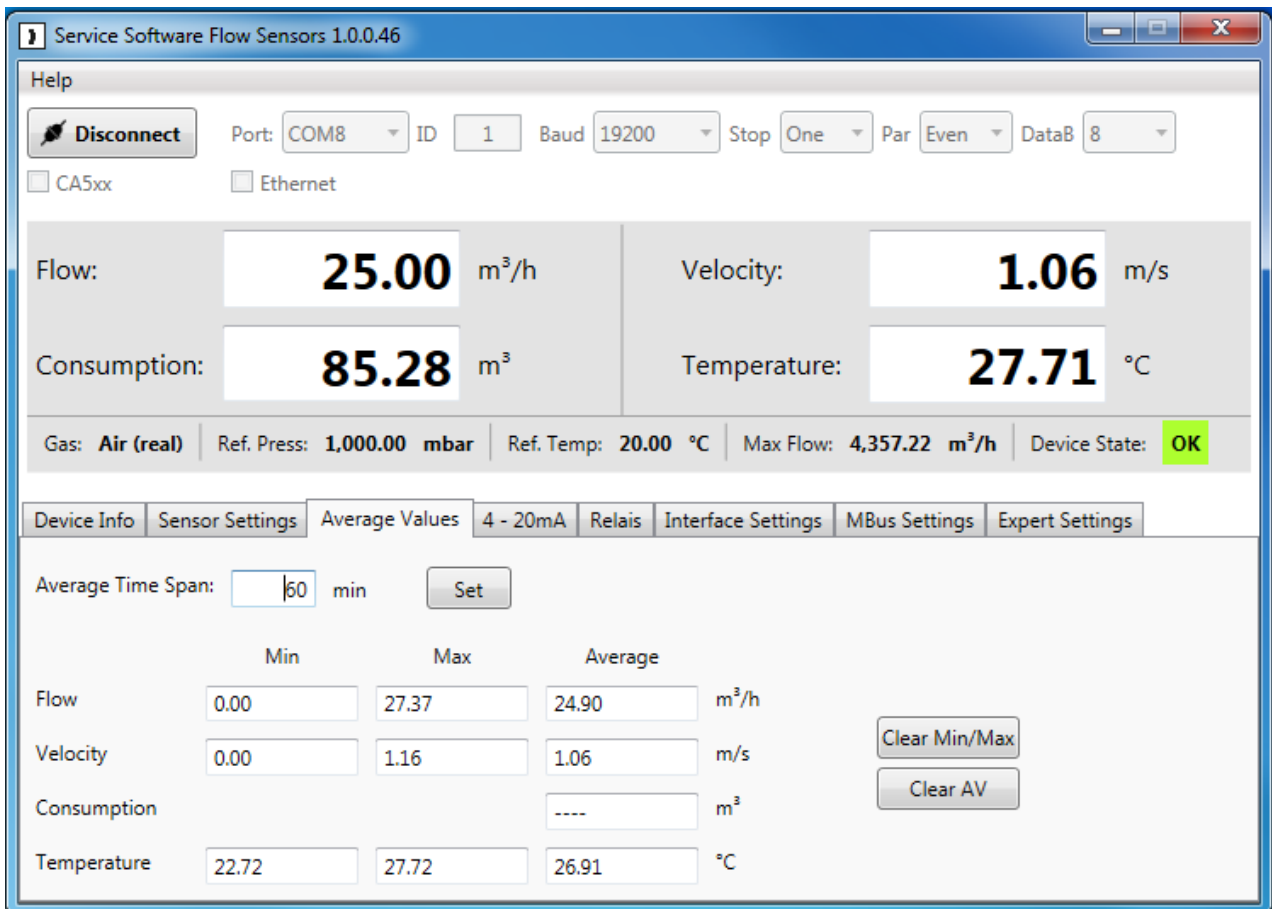 Service Software Flow Sensors 1.0.0.46
Help
Disconnect Port: COM8 ID 1 Baud 19200 Stop One Par Even DataB 8
CA5xx Ethernet
Flow: 25.00 m³/h Velocity: 1.06 m/s
Consumption: 85.28 m³ Temperature: 27.71 °C
Gas: Air (real) Ref. Press: 1,000.00 mbar Ref. Temp: 20.00 °C Max Flow: 4,357.22 m³/h Device State: OK
Device Info Sensor Settings Average Values 4 - 20mA Relais Interface Settings MBus Settings Expert Settings
Average Time Span: 60 min Set
Min Max Average
Flow 0.00 27.37 24.90 m³/h
Clear Min/Max
Velocity 0.00 1.16 1.06 m/s
Clear AV
Consumption ---- m³
Temperature 22.72 27.72 26.91 °C